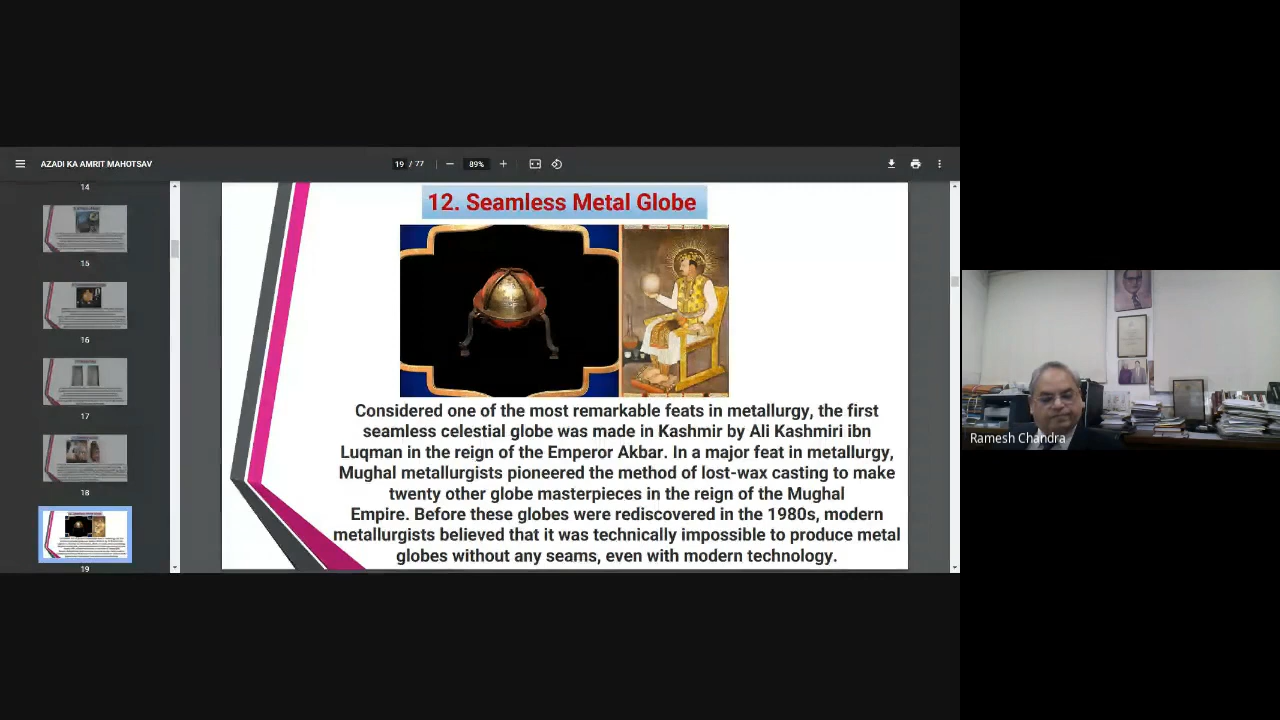 AZADI KA AMRIT MAHOTSAV
19 / 77
89%
14
15
16
17
18
19
12. Seamless Metal Globe
Considered one of the most remarkable feats in metallurgy, the first
seamless celestial globe was made in Kashmir by Ali Kashmiri ibn
Luqman in the reign of the Emperor Akbar. In a major feat in metallurgy,
Mughal metallurgists pioneered the method of lost-wax casting to make
twenty other globe masterpieces in the reign of the Mughal
Empire. Before these globes were rediscovered in the 1980s, modern
metallurgists believed that it was technically impossible to produce metal
globes without any seams, even with modern technology.
Ramesh Chandra